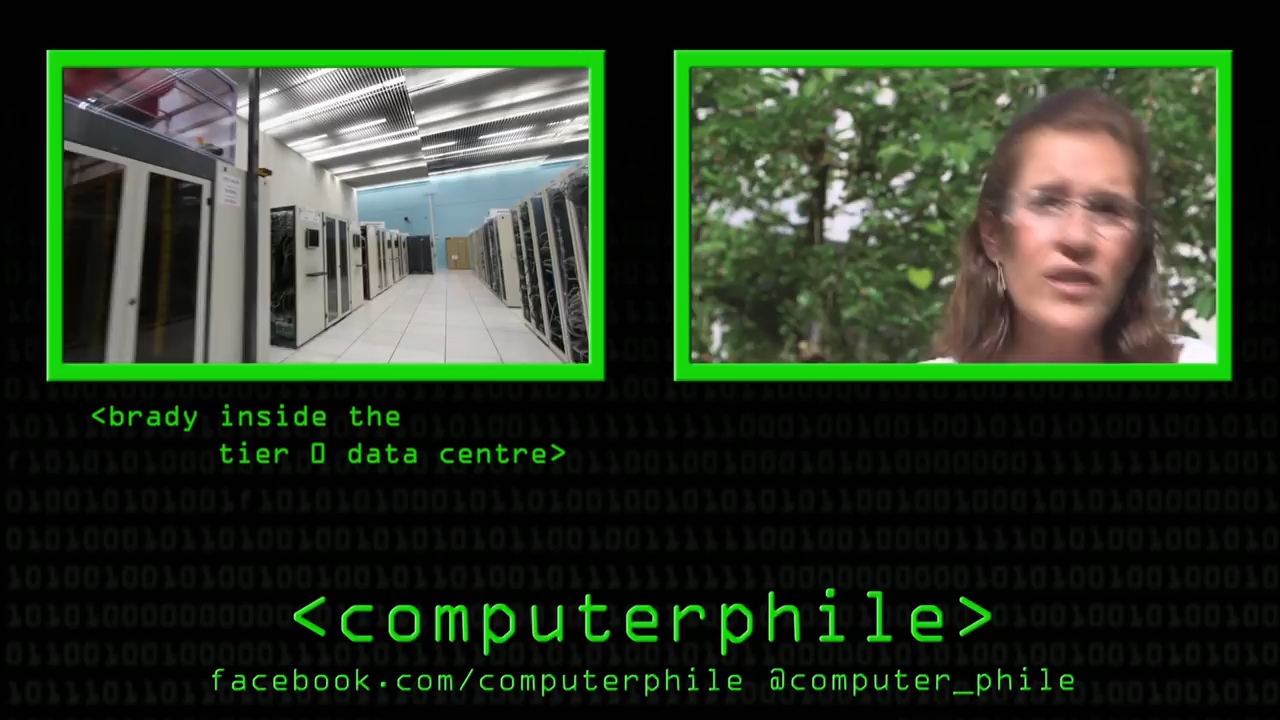 <brady inside the
tier 0 data centre>
<computerphile>
facebook.com/computerphile @computer_phile